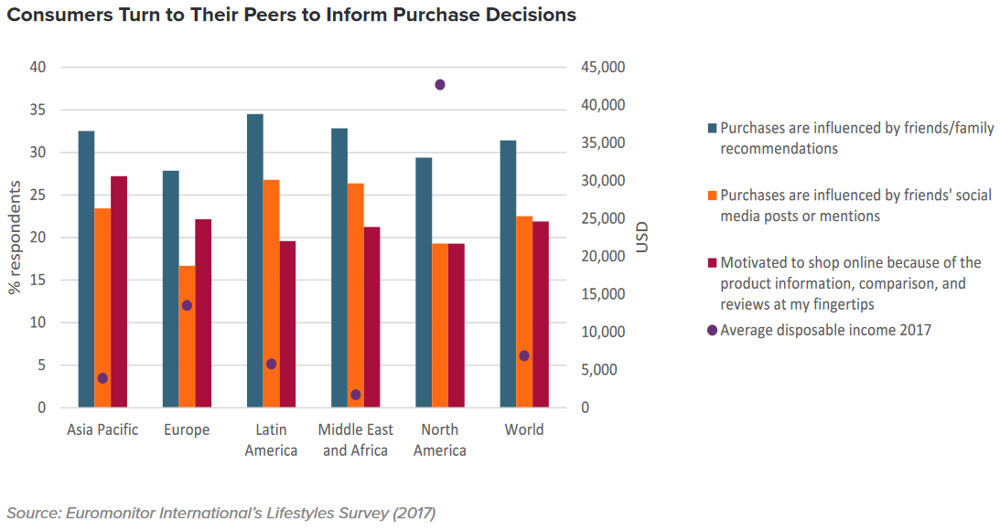 Consumers Turn to Their Peers to Inform Purchase Decisions
40
35
30
25
20
15
10
5
0
% respondents
45,000
40,000
35,000
30,000
25,000
20,000
15,000
10,000
5,000
0
USD
Asia Pacific
Europe
Latin
America
Middle East
and Africa
North
America
World
Purchases are influenced by friends/family
recommendations
Purchases are influenced by friends' social
media posts or mentions
Motivated to shop online because of the
product information, comparison, and
reviews at my fingertips
Average disposable income 2017
Source: Euromonitor International’s Lifestyles Survey (2017)